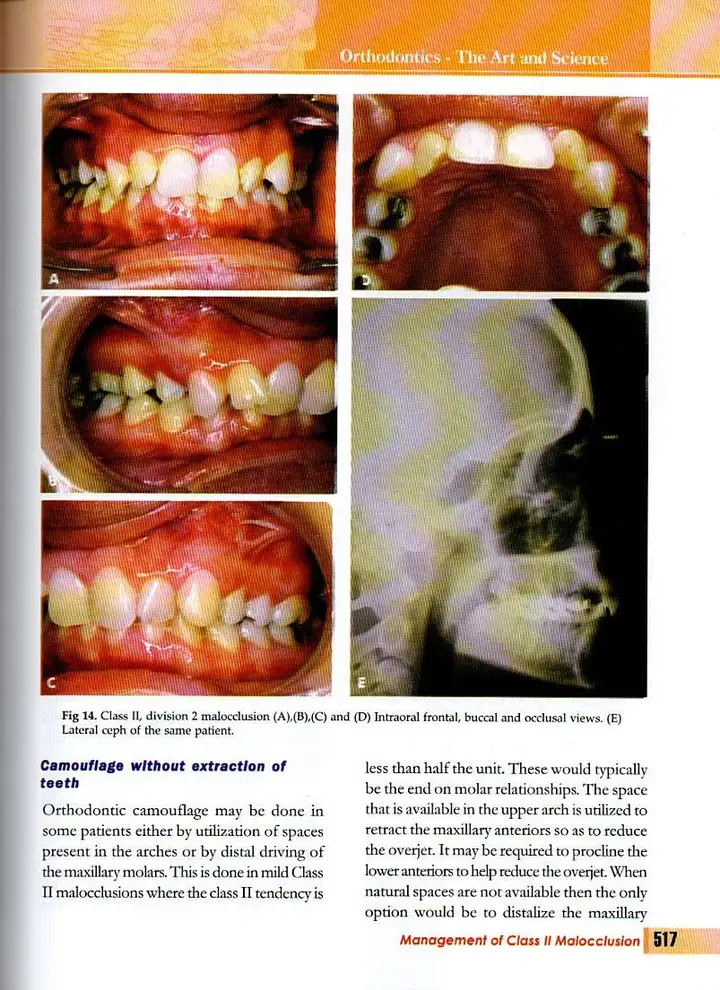 Orthodontics - The Art and Science
A
D
B
C
E
Fig 14. Class II, division 2 malocclusion (A),(B),(C) and (D) Intraoral frontal, buccal and occlusal views. (E)
Lateral ceph of the same patient.
Camouflage without extraction of
teeth
Orthodontic camouflage may be done in
some patients either by utilization of spaces
present in the arches or by distal driving of
the maxillary molars. This is done in mild Class
II malocclusions where the class II tendency is
less than half the unit. These would typically
be the end on molar relationships. The space
that is available in the upper arch is utilized to
retract the maxillary anteriors so as to reduce
the overjet. It may be required to procline the
lower anteriors to help reduce the overjet. When
natural spaces are not available then the only
option would be to distalize the maxillary
Management of Class II Malocclusion 517